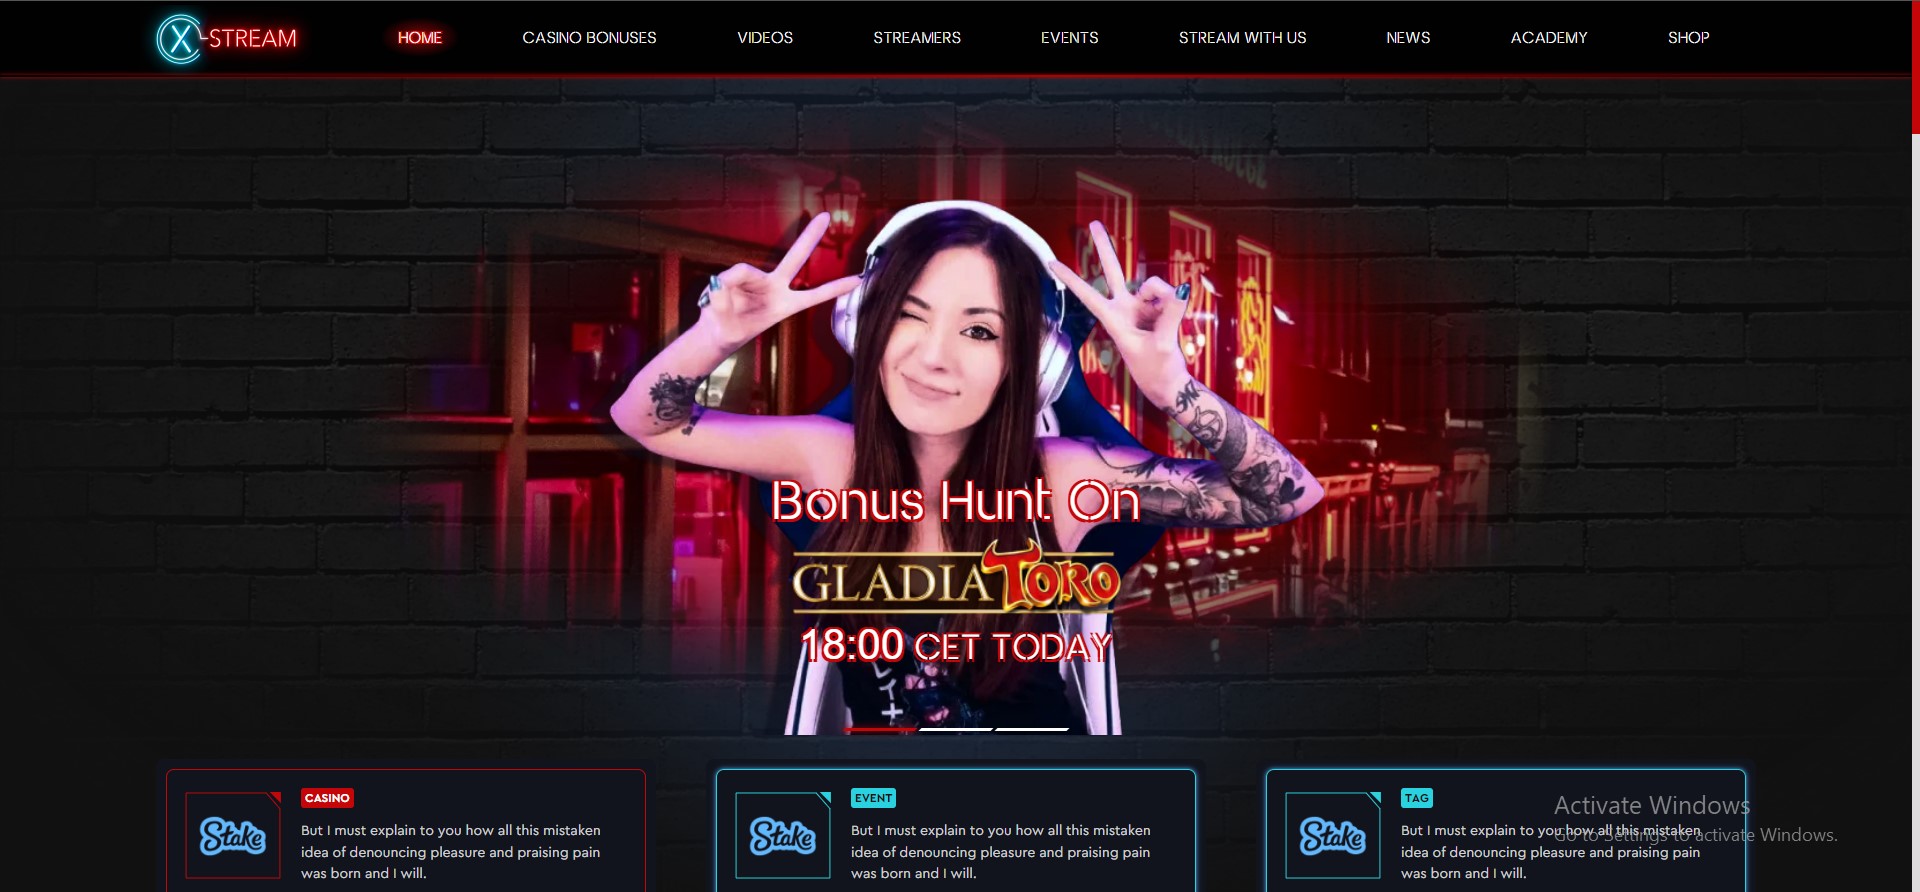 X-STREAM
HOME
CASINO BONUSES
VIDEOS
STREAMERS
EVENTS
STREAM WITH US
NEWS
ACADEMY
SHOP
Bonus Hunt On
GLADIATORO
18:00 CET TODAY
Stake
CASINO
But I must explain to you how all this mistaken
idea of denouncing pleasure and praising pain
was born and I will.
Stake
EVENT
But I must explain to you how all this mistaken
idea of denouncing pleasure and praising pain
was born and I will.
Stake
TAG
But I must explain to you how all this mistaken
idea of denouncing pleasure and praising pain
was born and I will.
Activate Windows
Go to Settings to activate Windows.